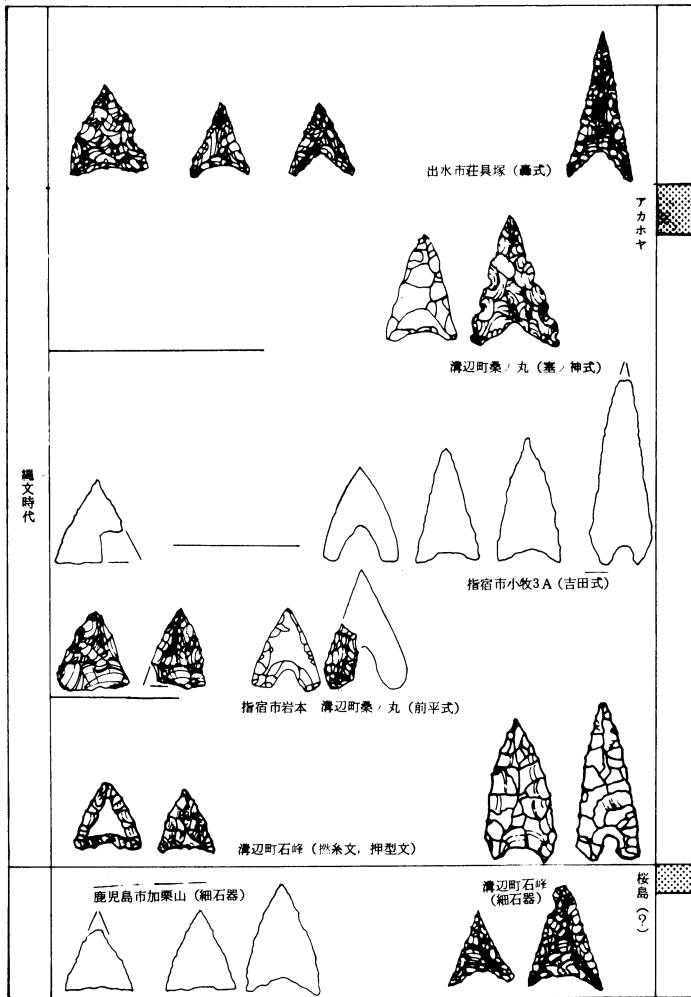 出水市荘貝塚(轟式)
アカホヤ
溝辺町桑ノ丸(塞ノ神式)
縄文時代
指宿市小牧3A(吉田式)
指宿市岩本 溝辺町桑ノ丸(前平式)
溝辺町石峰(撚糸文,押型文)
鹿児島市加栗山(細石器)
溝辺町石峰
(細石器)
桜島(?)